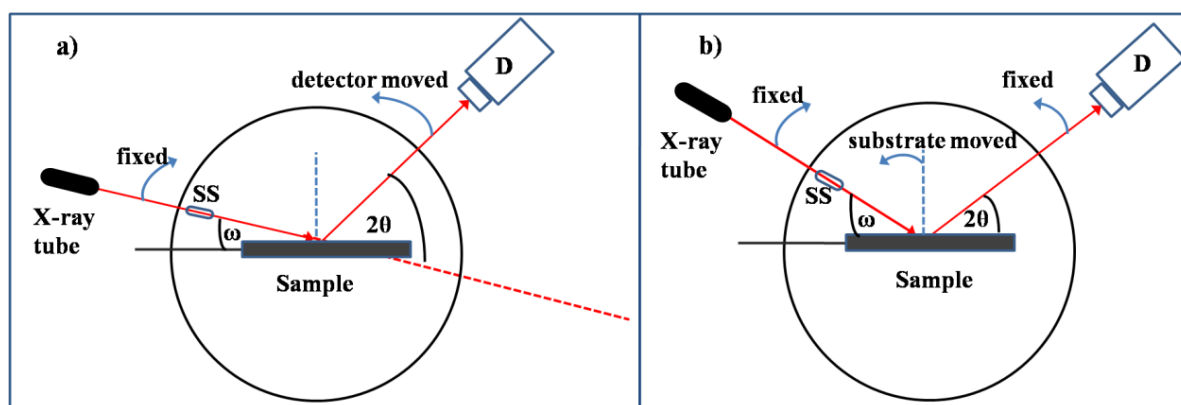 a)
D
detector moved
fixed
SS
X-ray
tube
ω
2θ
Sample
b)
D
fixed
fixed
X-ray
tube
substrate moved
SS
ω
2θ
Sample